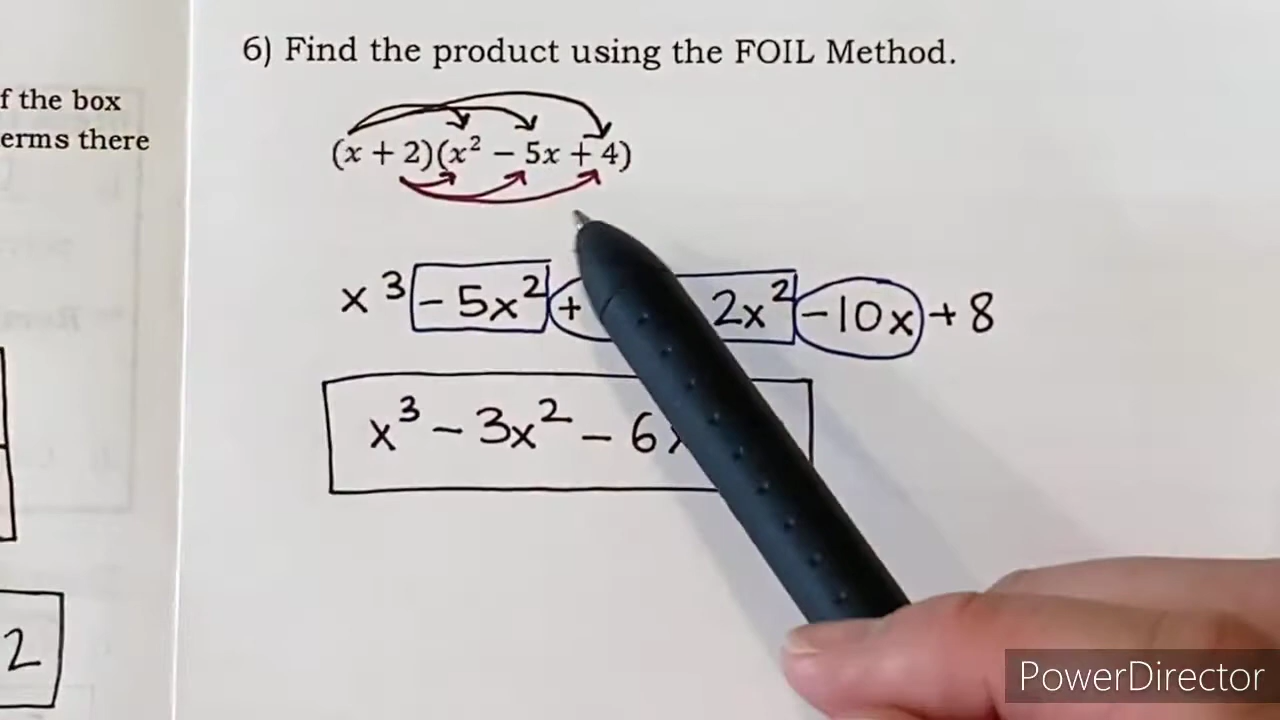 6) Find the product using the FOIL Method.
f the box
erms there
(x + 2)(x² − 5x + 4)
x³ − 5x² + 2x² − 10x + 8
x³ − 3x² − 6x
2
PowerDirector